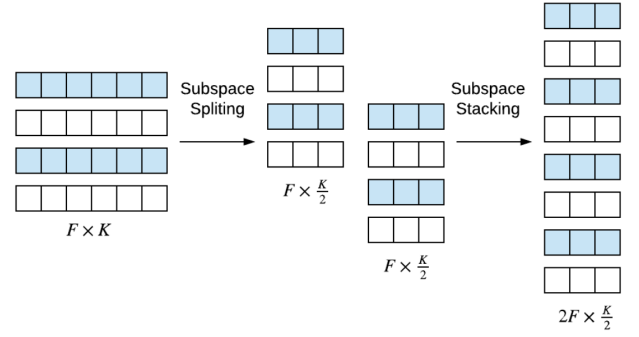 Subspace
Spliting
Subspace
Stacking
F × K
F × K/2
F × K/2
2F × K/2